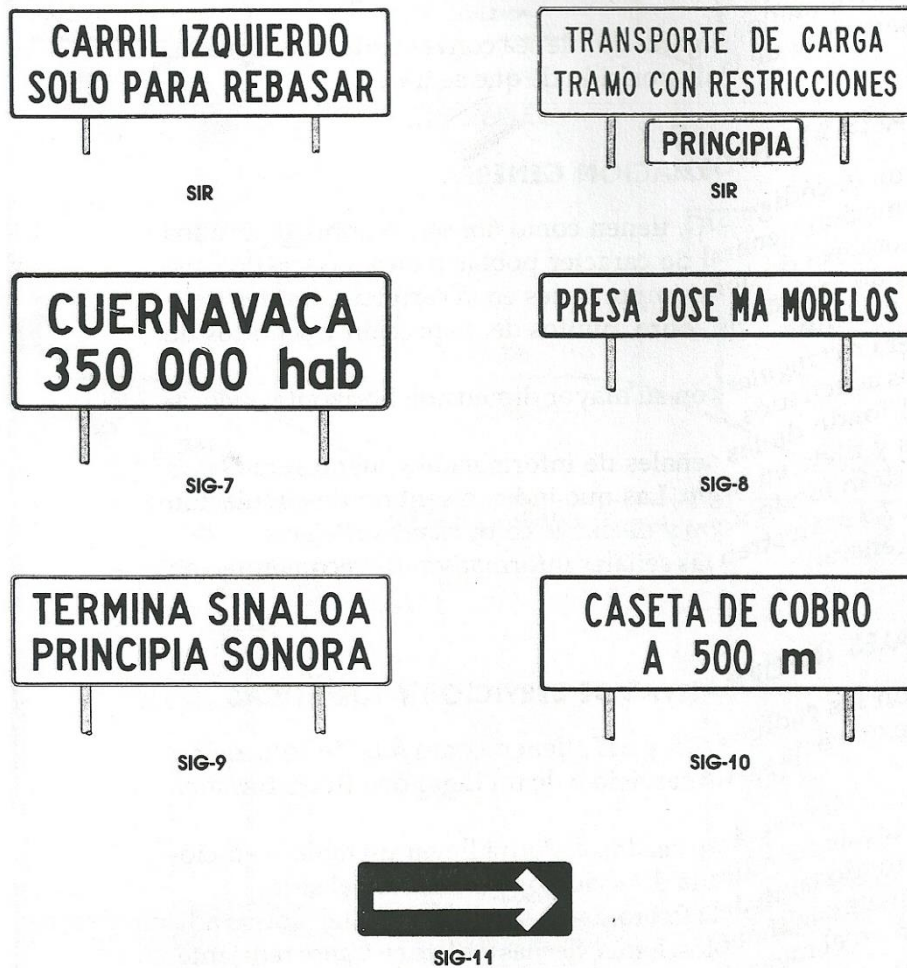 CARRIL IZQUIERDO
SOLO PARA REBASAR
SIR
TRANSPORTE DE CARGA
TRAMO CON RESTRICCIONES
PRINCIPIA
SIR
CUERNAVACA
350 000 hab
SIG-7
PRESA JOSE MA MORELOS
SIG-8
TERMINA SINALOA
PRINCIPIA SONORA
SIG-9
CASETA DE COBRO
A 500 m
SIG-10
SIG-11